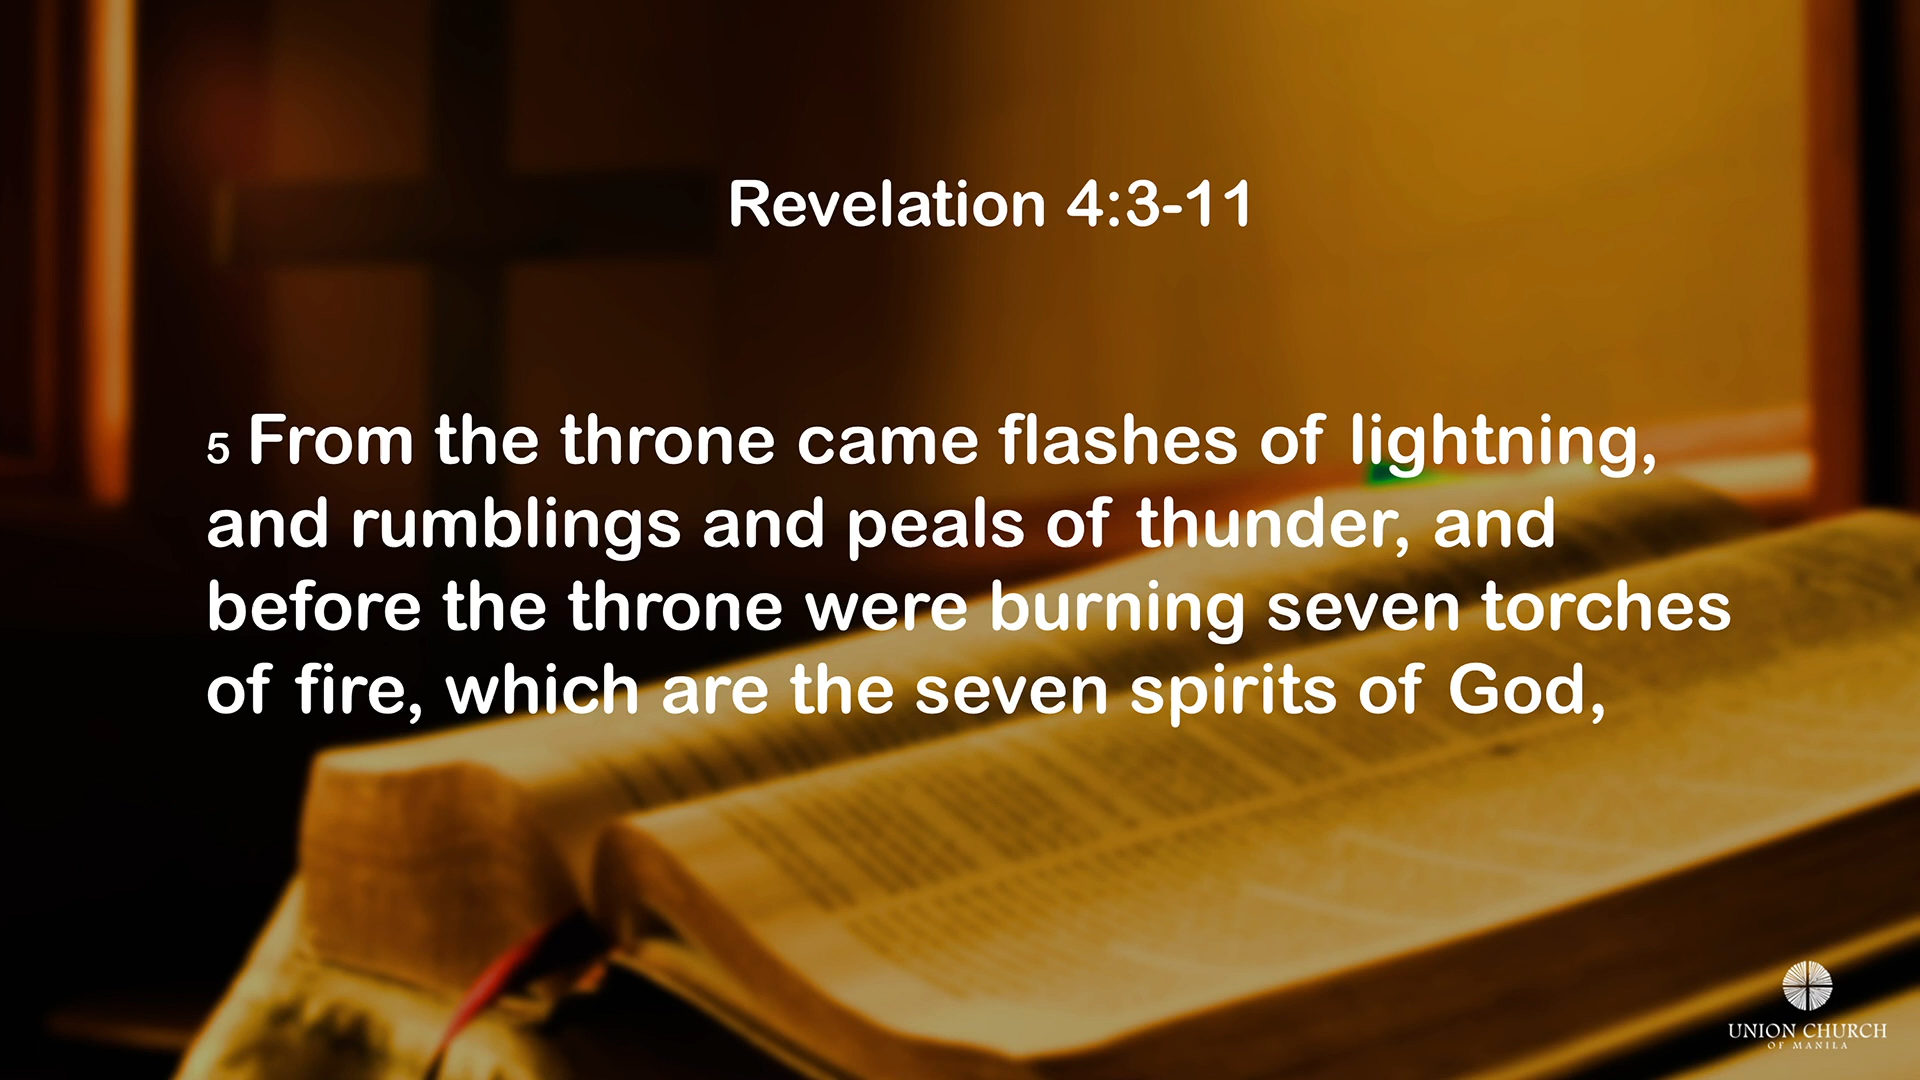 Revelation 4:3-11
5 From the throne came flashes of lightning,
and rumblings and peals of thunder, and
before the throne were burning seven torches
of fire, which are the seven spirits of God,
UNION CHURCH
OF MANILA